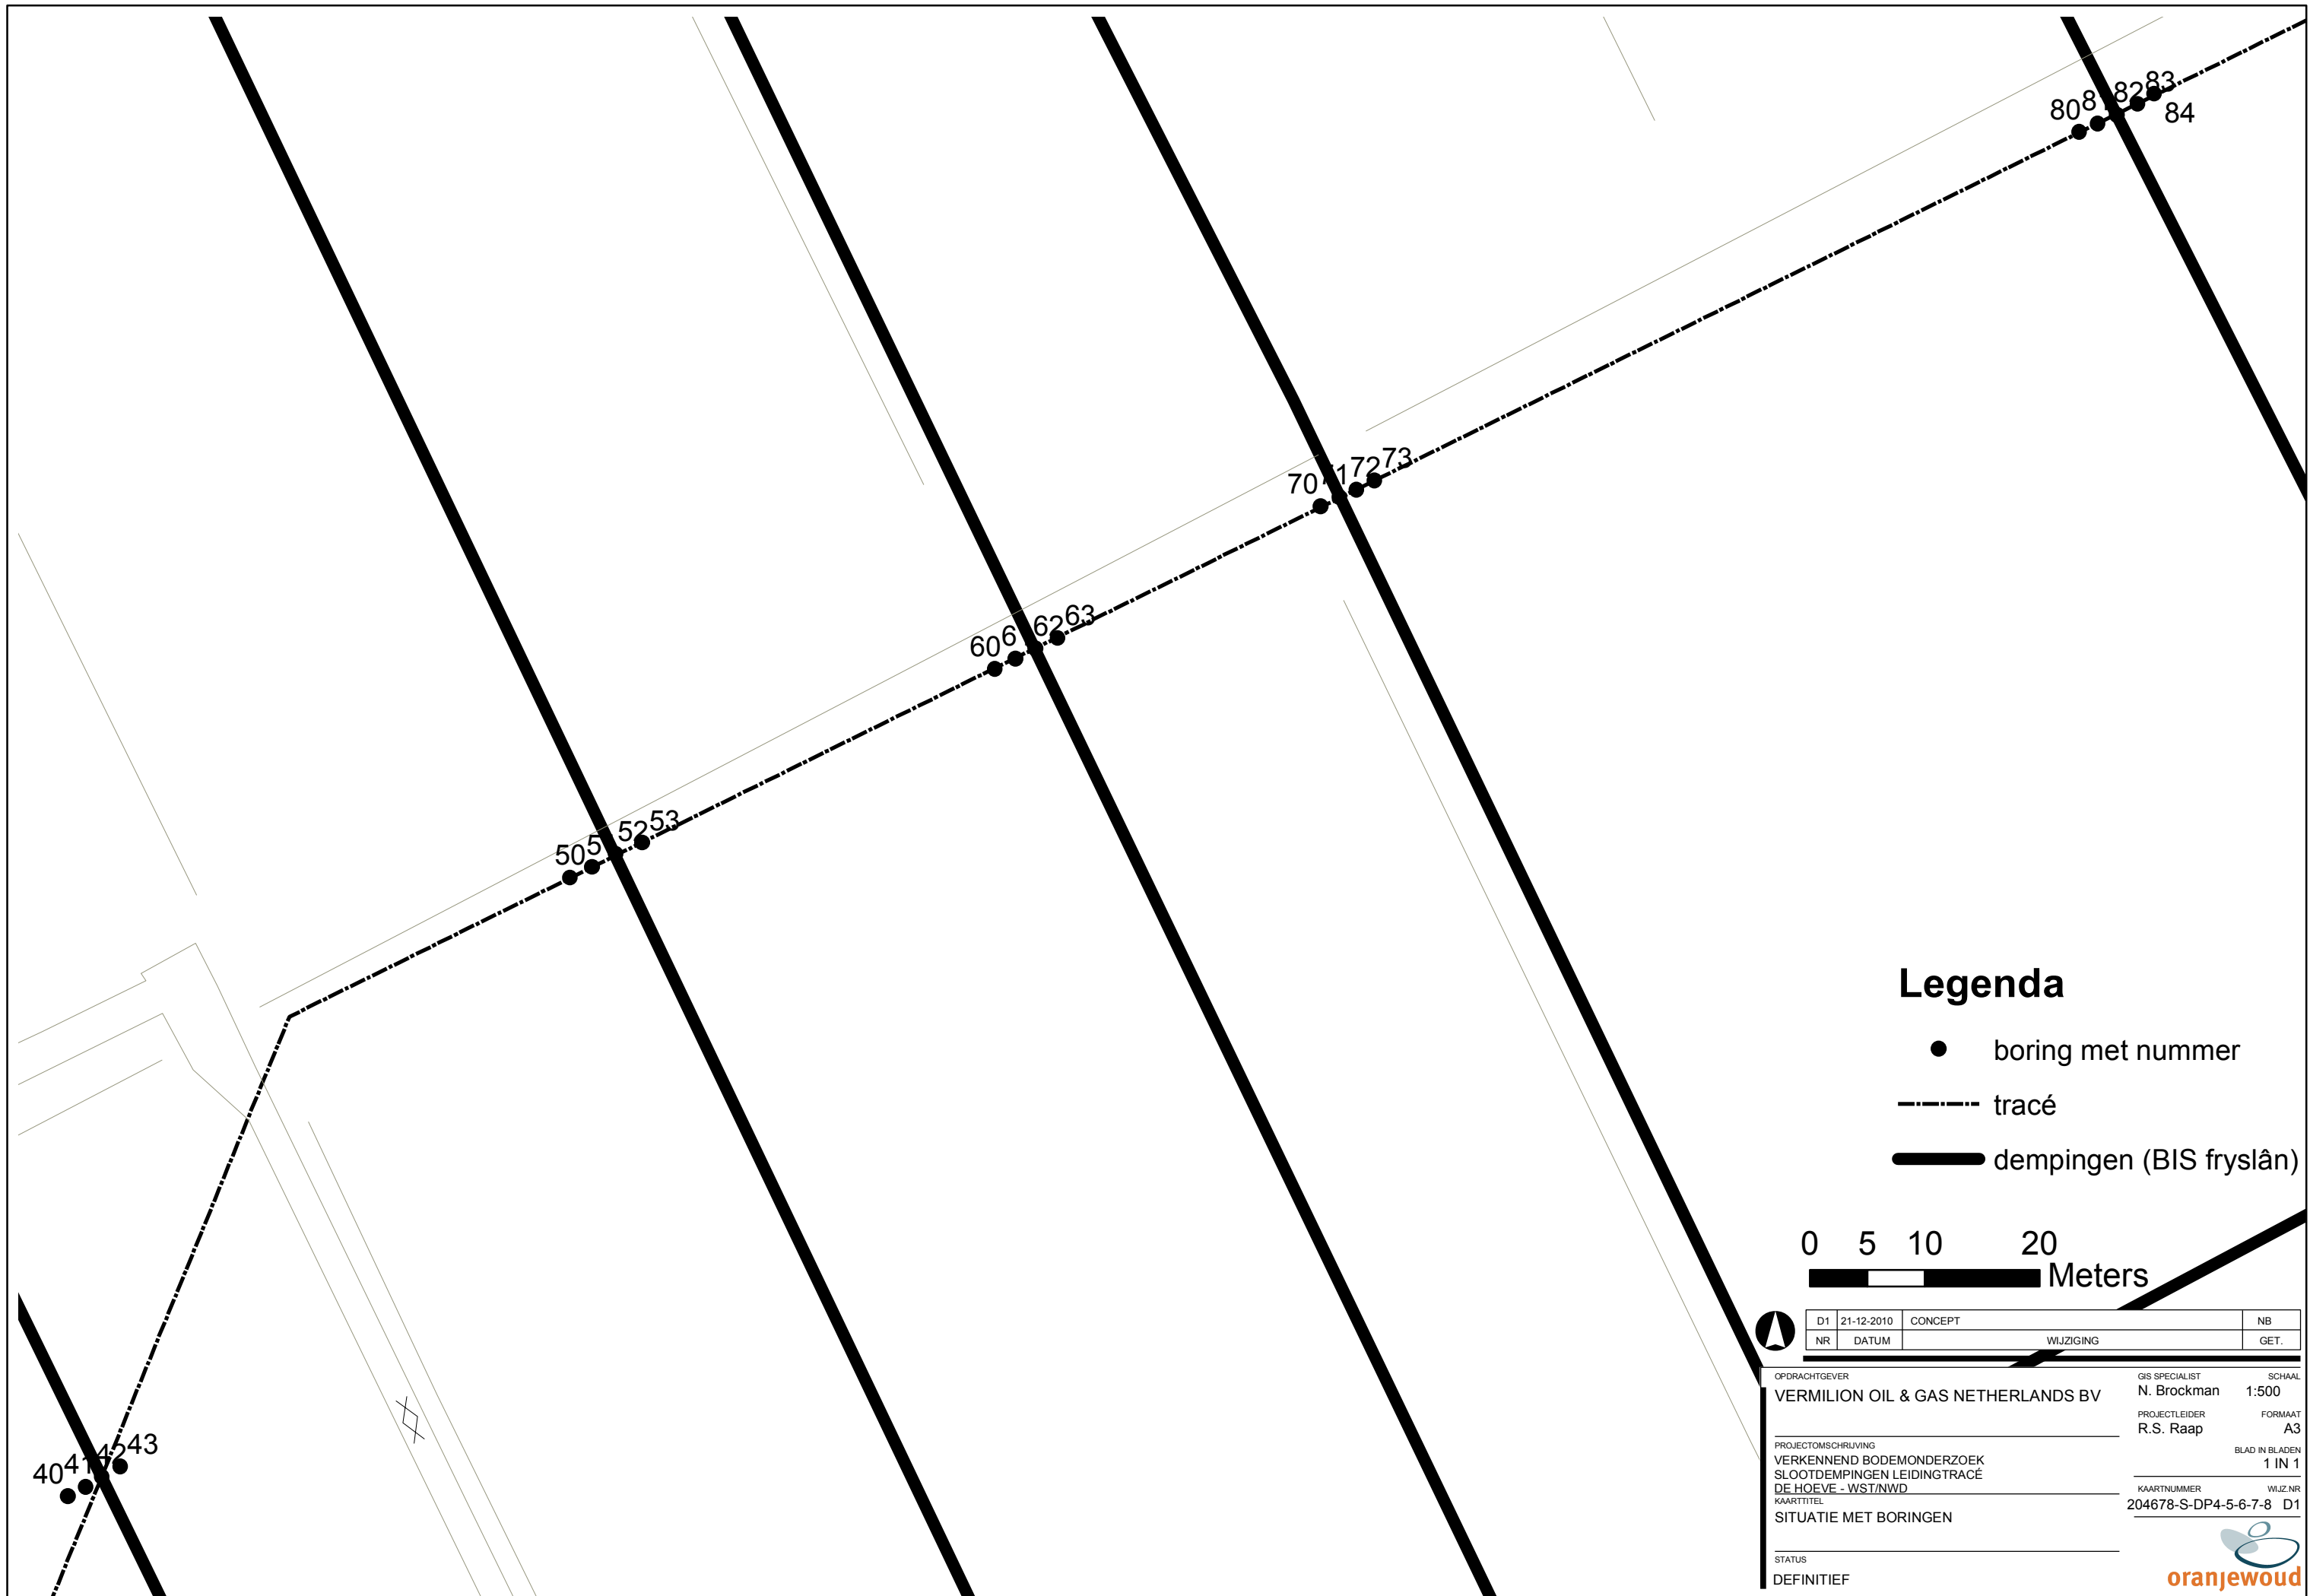 83
82
80
84
73
72
70
63
62
60
53
52
50
43
42
41
40
Legenda
boring met nummer
tracé
dempingen (BIS fryslân)
0 5 10 20
Meters
D1 21-12-2010 CONCEPT NB
NR DATUM WIJZIGING GET.
OPDRACHTGEVER
VERMILION OIL & GAS NETHERLANDS BV
GIS SPECIALIST SCHAAL
N. Brockman 1:500
PROJECTLEIDER FORMAAT
R.S. Raap A3
PROJECTOMSCHRIJVING
VERKENNEND BODEMONDERZOEK
SLOOTDEMPINGEN LEIDINGTRACÉ
DE HOEVE - WST/NWD
BLAD IN BLADEN
1 IN 1
KAARTTITEL
SITUATIE MET BORINGEN
KAARTNUMMER WIJZ.NR
204678-S-DP4-5-6-7-8 D1
STATUS
DEFINITIEF
oranjewoud